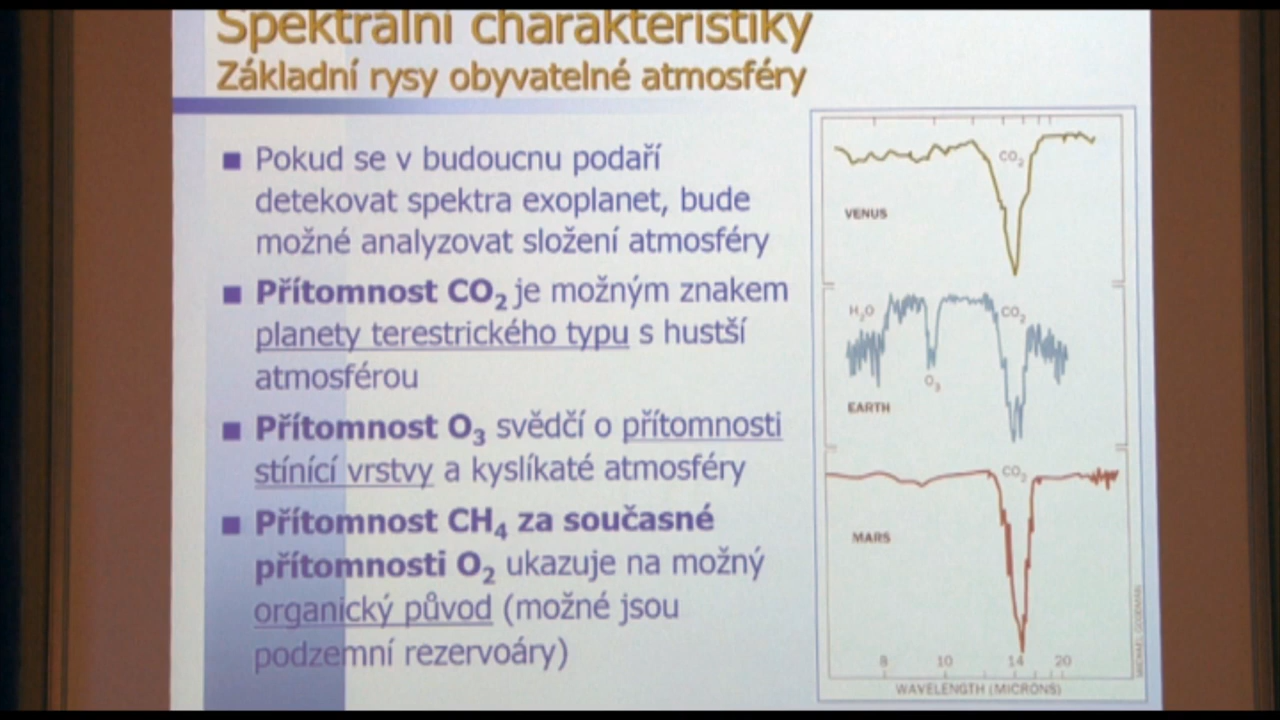 Spektrální charakteristiky
Základní rysy obyvatelné atmosféry
■ Pokud se v budoucnu podaří
detekovat spektra exoplanet, bude
možné analyzovat složení atmosféry
■ Přítomnost CO₂ je možným znakem
planety terestrického typu s hustší
atmosférou
■ Přítomnost O₃ svědčí o přítomnosti
stínící vrstvy a kyslíkaté atmosféry
■ Přítomnost CH₄ za současné
přítomnosti O₂ ukazuje na možný
organický původ (možné jsou
podzemní rezervoáry)
CO₂
VENUS
H₂O
CO₂
O₃
EARTH
CO₂
MARS
8 10 14 20
WAVELENGTH (MICRONS)
MICHAEL GOODMAN